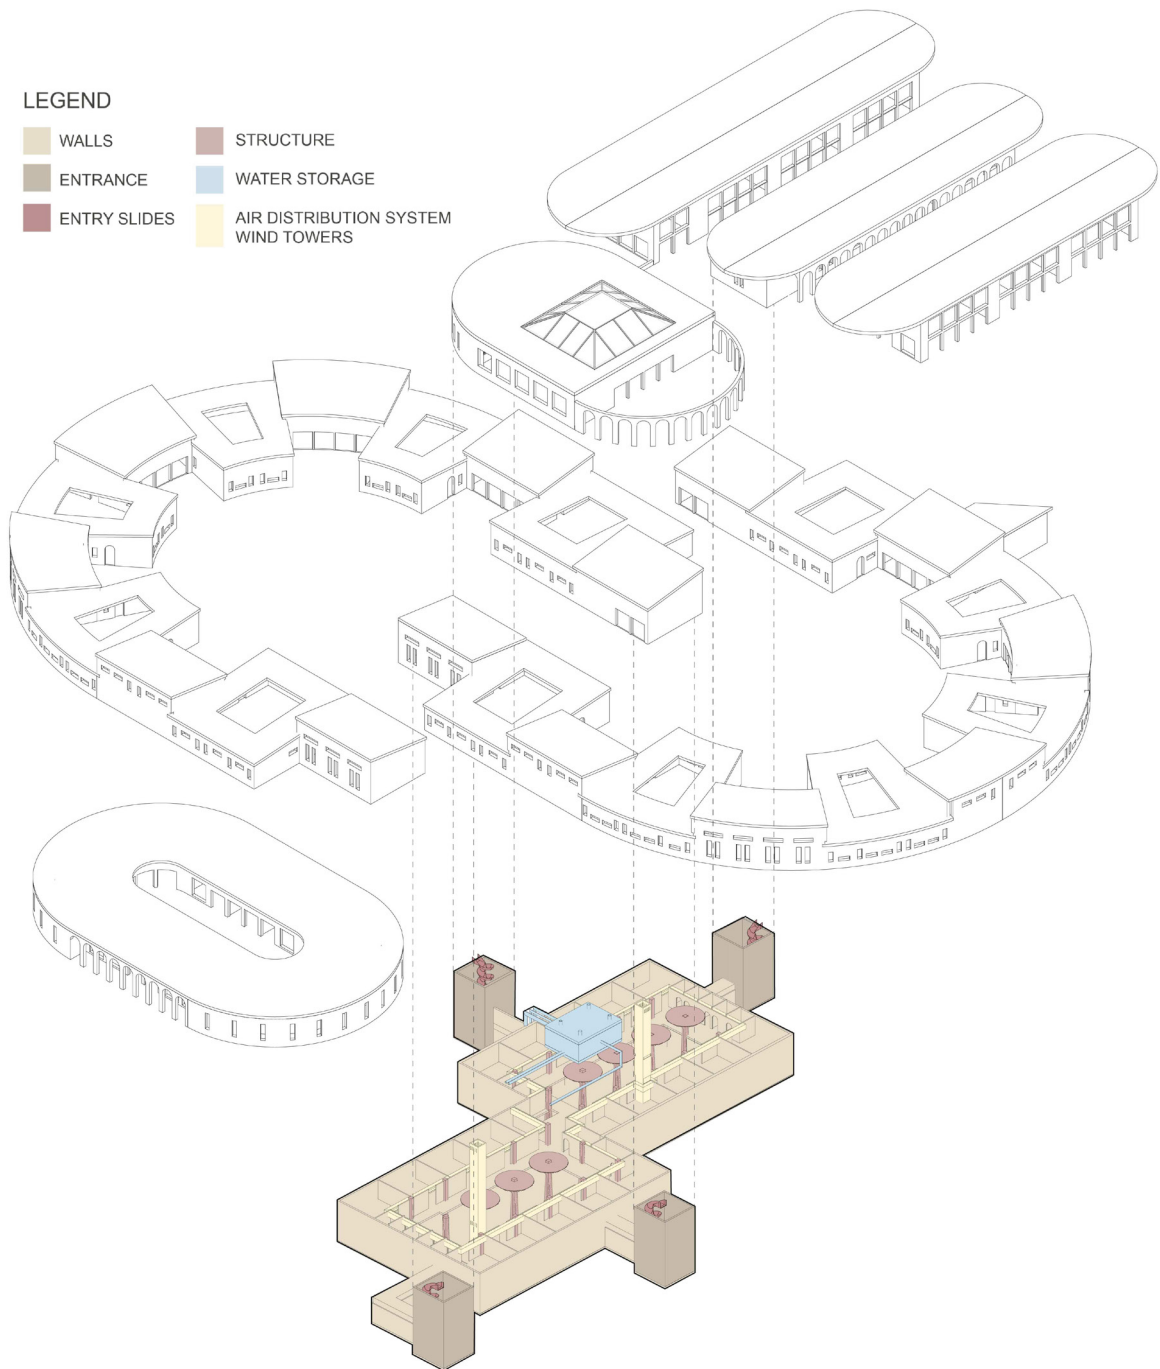 LEGEND
WALLS
ENTRANCE
ENTRY SLIDES
STRUCTURE
WATER STORAGE
AIR DISTRIBUTION SYSTEM
WIND TOWERS